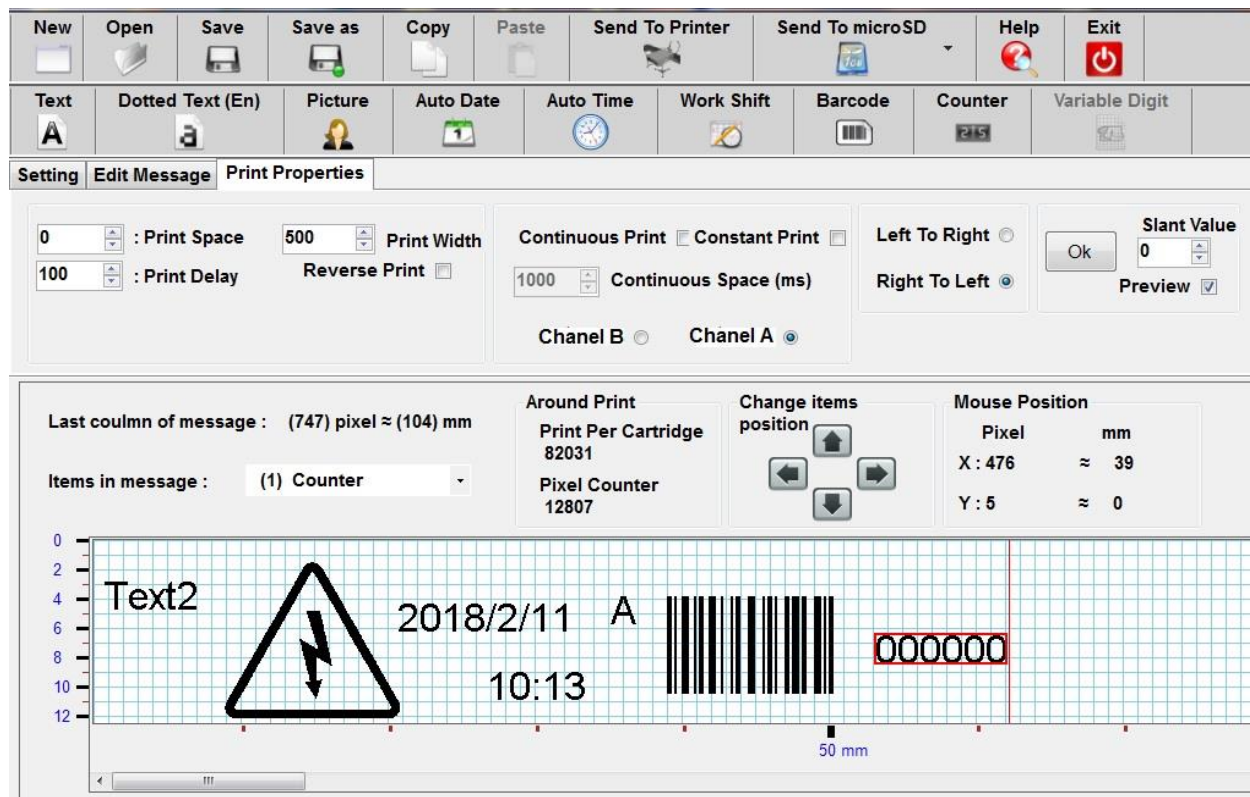 New Open Save Save as Copy Paste Send To Printer Send To microSD Help Exit
Text Dotted Text (En) Picture Auto Date Auto Time Work Shift Barcode Counter Variable Digit
Setting Edit Message Print Properties
0 : Print Space 500 Print Width
100 : Print Delay Reverse Print
Continuous Print Constant Print
1000 Continuous Space (ms)
Chanel B Chanel A
Left To Right
Right To Left
Ok
Slant Value
0
Preview
Last coulmn of message : (747) pixel ≈ (104) mm
Items in message : (1) Counter
Around Print
Print Per Cartridge
82031
Pixel Counter
12807
Change items
position
Mouse Position
Pixel mm
X : 476 ≈ 39
Y : 5 ≈ 0
0
2
4
6
8
10
12
Text2
2018/2/11 A
10:13
000000
50 mm